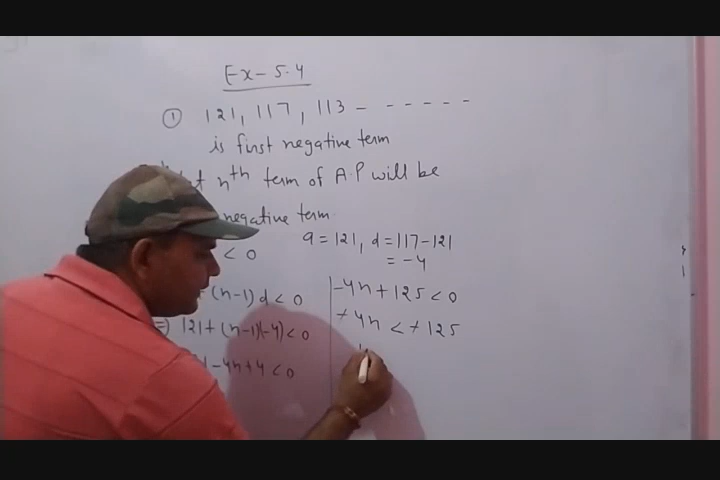 Ex-5.4
① 121, 117, 113 - - - - - -
is first negative term
nth term of A.P will be
negative term.
< 0 a = 121, d = 117-121
= -4
(n-1)d < 0
121 + (n-1)(-4) < 0
-4n+4 < 0
-4n + 125 < 0
+4n < +125